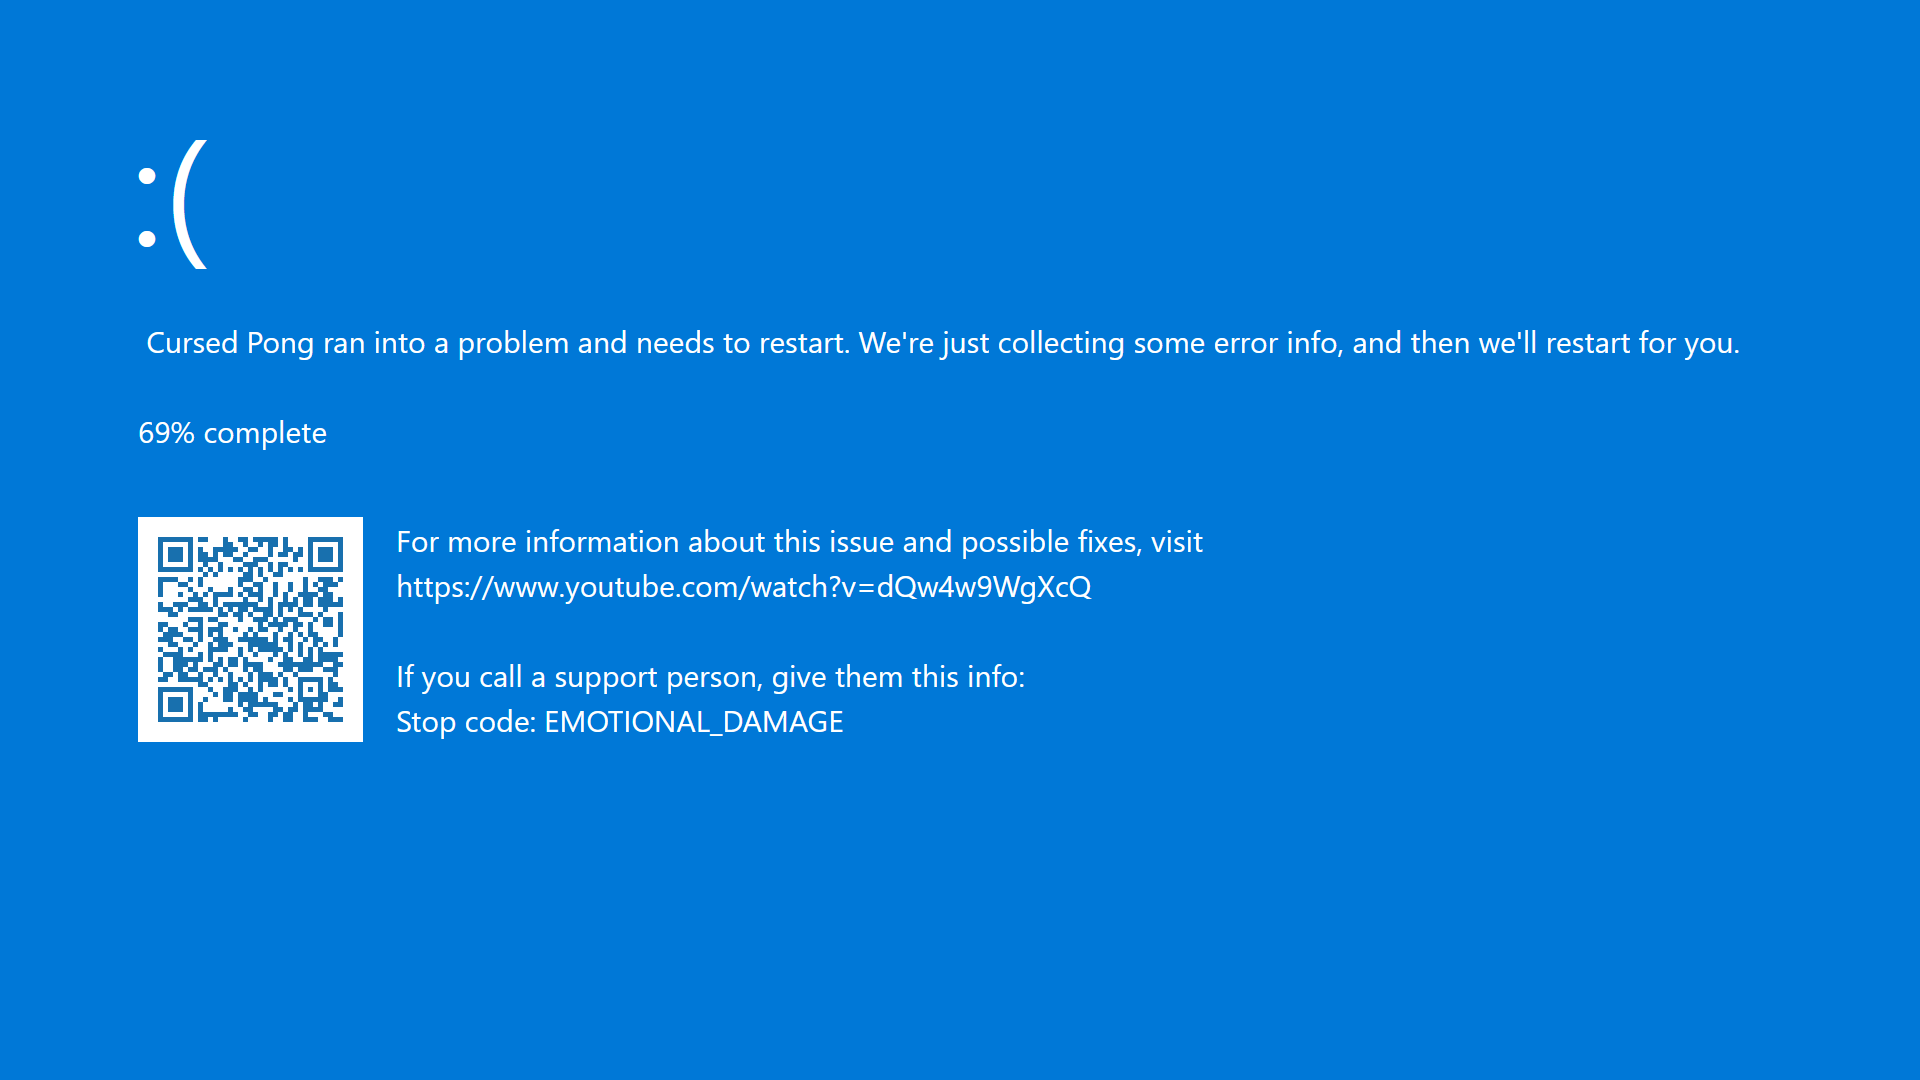 :(
Cursed Pong ran into a problem and needs to restart. We're just collecting some error info, and then we'll restart for you.
69% complete
For more information about this issue and possible fixes, visit
https://www.youtube.com/watch?v=dQw4w9WgXcQ
If you call a support person, give them this info:
Stop code: EMOTIONAL_DAMAGE